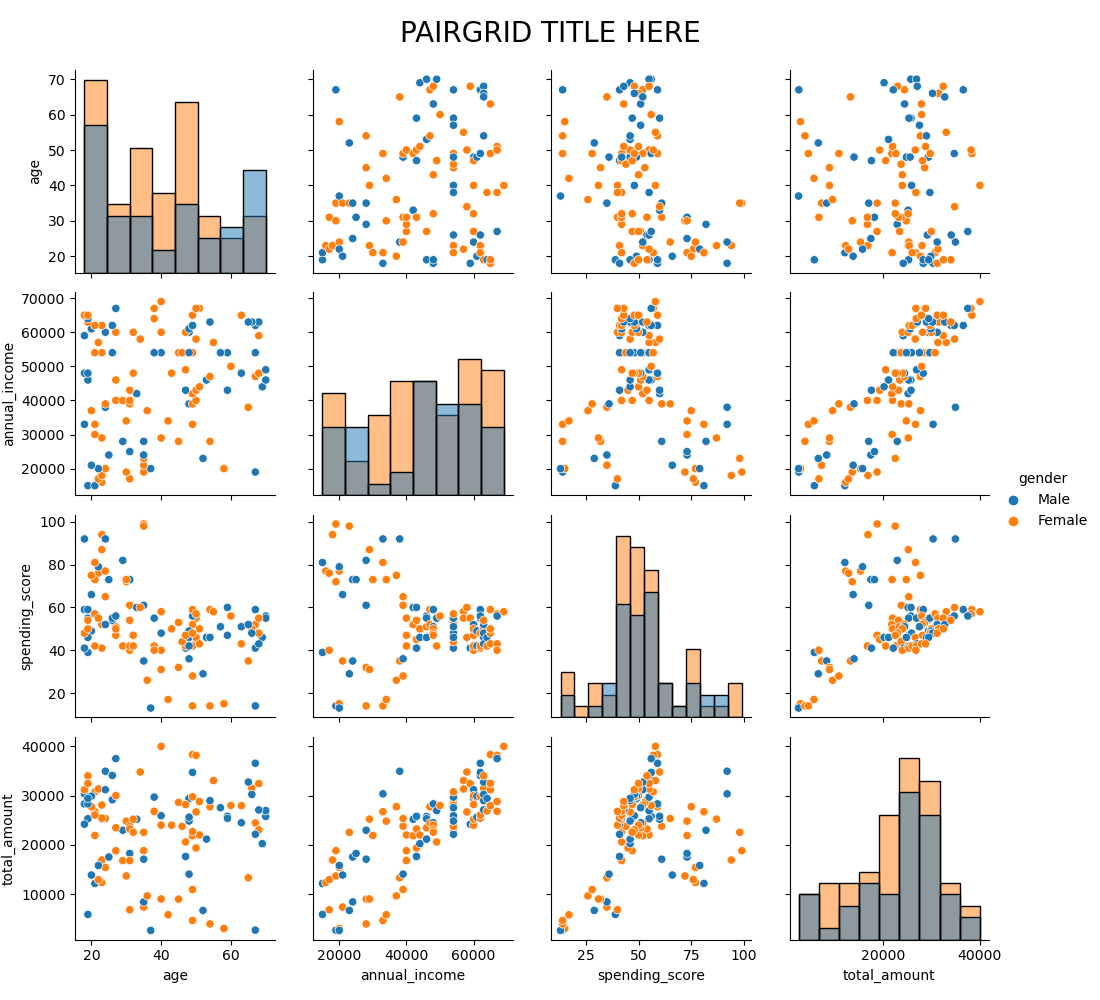 PAIRGRID TITLE HERE
70
60
50
40
30
20
age
70000
60000
50000
40000
30000
20000
annual_income
gender
Male
Female
100
80
60
40
20
spending_score
40000
30000
20000
10000
total_amount
20 40 60 20000 40000 60000 25 50 75 100 20000 40000
age annual_income spending_score total_amount